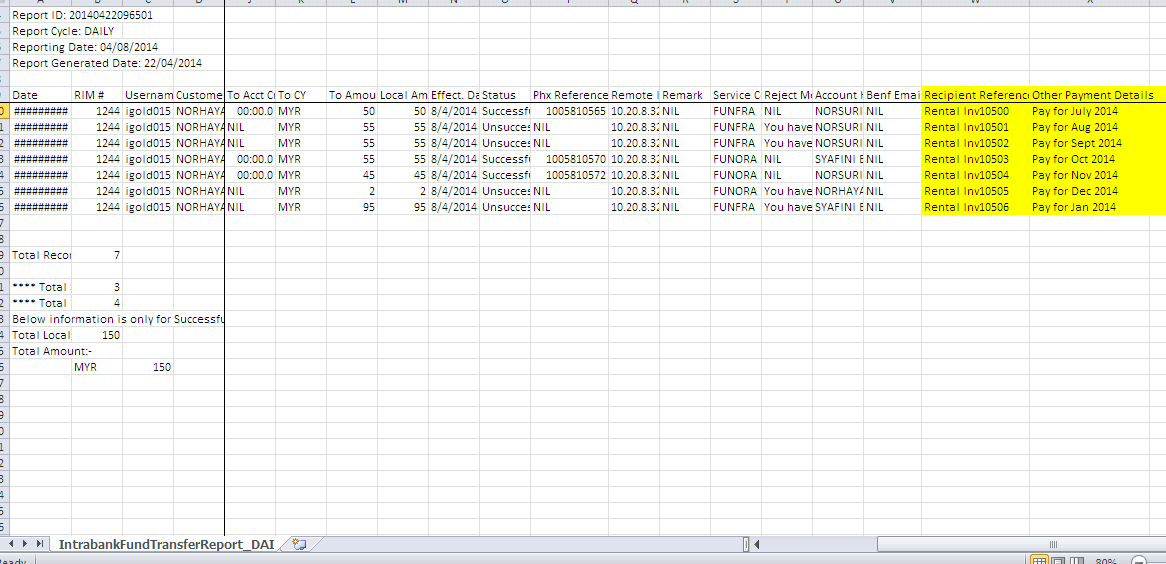 Report ID: 20140422096501
Report Cycle: DAILY
Reporting Date: 04/08/2014
Report Generated Date: 22/04/2014
Date RIM # Usernam Custome To Acct C To CY To Amou Local Am Effect. Da Status Phx Reference Remote I Remark Service C Reject Me Account Benf Emai Recipient Referenc Other Payment Details
######### 1244 igold015 NORHAYA 00:00.0 MYR 50 50 8/4/2014 Successf 1005810565 10.20.8.32 NIL FUNFRA NIL NORSURI NIL Rental Inv10500 Pay for July 2014
######### 1244 igold015 NORHAYA NIL MYR 55 55 8/4/2014 Unsucces NIL 10.20.8.32 NIL FUNFRA You have NORSURI NIL Rental Inv10501 Pay for Aug 2014
######### 1244 igold015 NORHAYA NIL MYR 55 55 8/4/2014 Unsucces NIL 10.20.8.32 NIL FUNFRA You have NORSURI NIL Rental Inv10502 Pay for Sept 2014
######### 1244 igold015 NORHAYA 00:00.0 MYR 55 55 8/4/2014 Successf 1005810570 10.20.8.32 NIL FUNORA NIL SYAFINI E NIL Rental Inv10503 Pay for Oct 2014
######### 1244 igold015 NORHAYA 00:00.0 MYR 45 45 8/4/2014 Successf 1005810572 10.20.8.32 NIL FUNORA NIL NORSURI NIL Rental Inv10504 Pay for Nov 2014
######### 1244 igold015 NORHAYA NIL MYR 2 2 8/4/2014 Unsucces NIL 10.20.8.32 NIL FUNORA You have NORHAYA NIL Rental Inv10505 Pay for Dec 2014
######### 1244 igold015 NORHAYA NIL MYR 95 95 8/4/2014 Unsucces NIL 10.20.8.32 NIL FUNFRA You have SYAFINI E NIL Rental Inv10506 Pay for Jan 2014
Total Recor 7
**** Total 3
**** Total 4
Below information is only for Successfu
Total Local 150
Total Amount:-
MYR 150
IntrabankFundTransferReport_DAI
80%